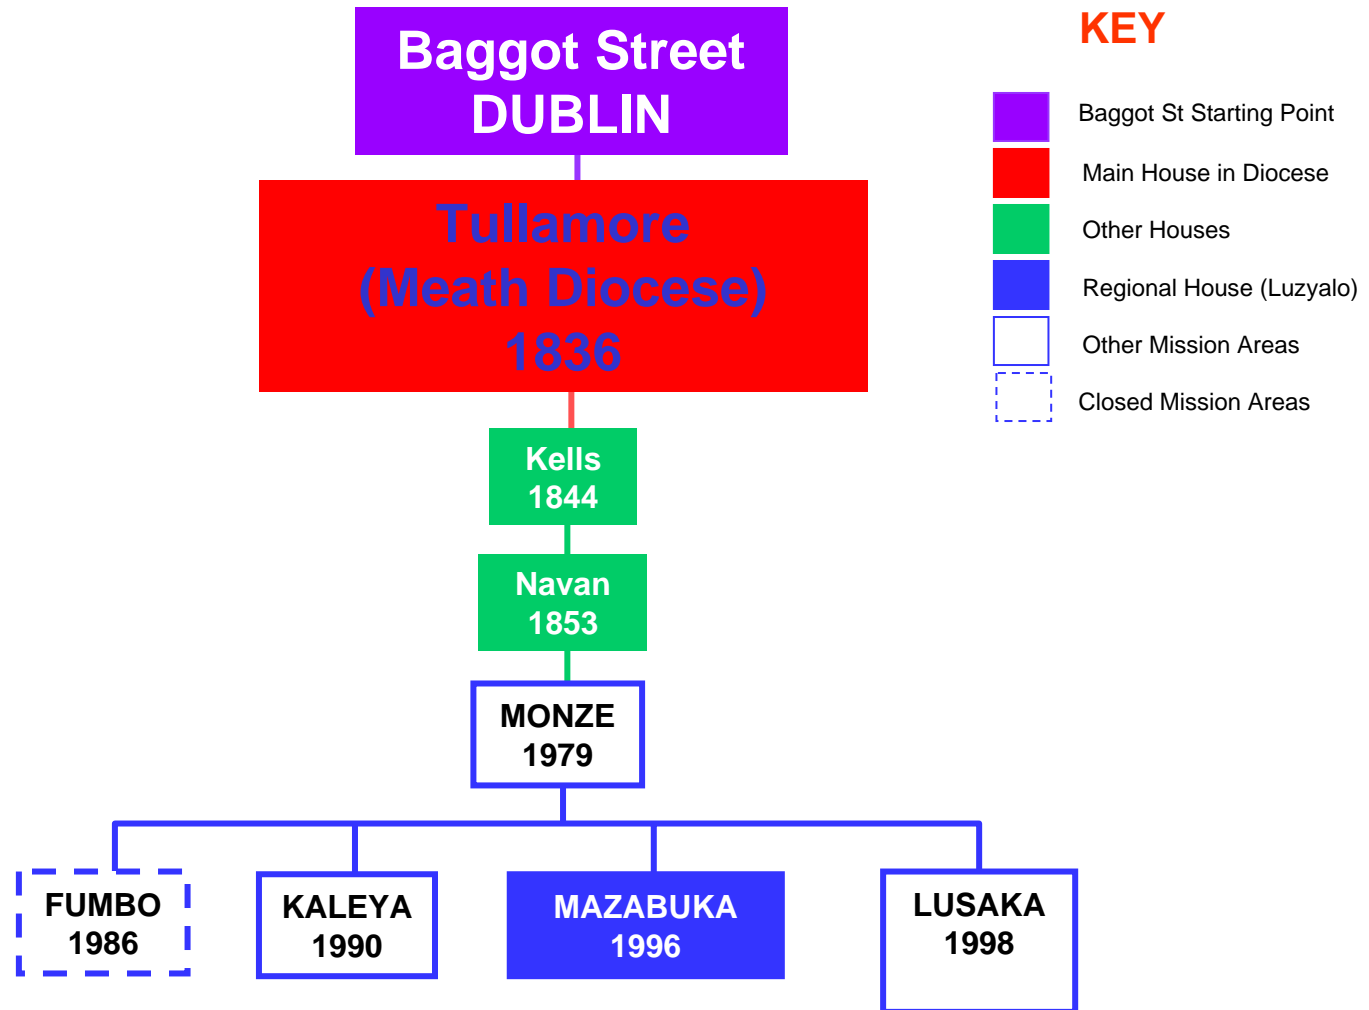 Baggot Street
DUBLIN
Tullamore
(Meath Diocese)
1836
Kells
1844
Navan
1853
MONZE
1979
FUMBO
1986
KALEYA
1990
MAZABUKA
1996
LUSAKA
1998
KEY
Baggot St Starting Point
Main House in Diocese
Other Houses
Regional House (Luzyalo)
Other Mission Areas
Closed Mission Areas